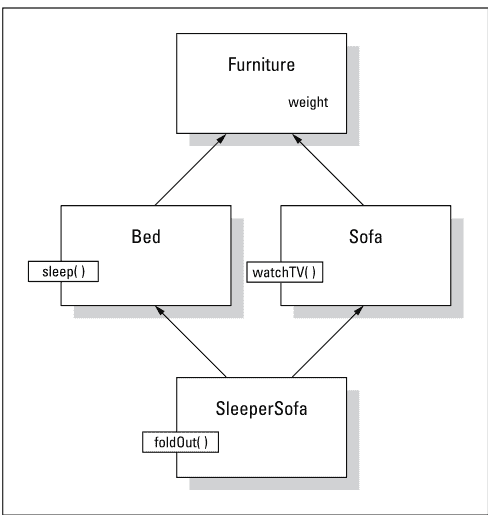 Furniture
weight
Bed
Sofa
sleep( )
watchTV( )
SleeperSofa
foldOut( )